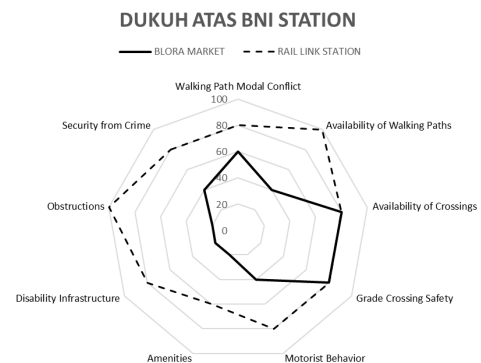 DUKUH ATAS BNI STATION
BLORA MARKET
RAIL LINK STATION
Walking Path Modal Conflict
100
Security from Crime
80
Availability of Walking Paths
60
40
Obstructions
20
Availability of Crossings
0
Disability Infrastructure
Grade Crossing Safety
Amenities
Motorist Behavior